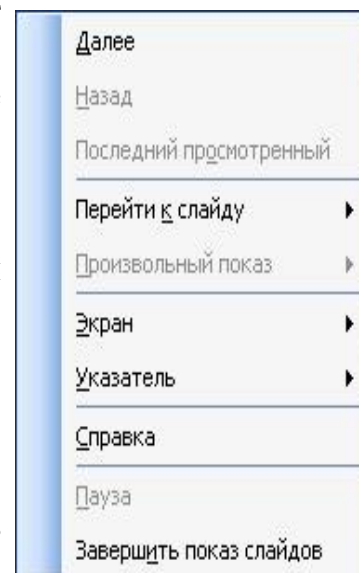 Далее
Назад
Последний просмотренный
Перейти к слайду
Произвольный показ
Экран
Указатель
Справка
Пауза
Завершить показ слайдов